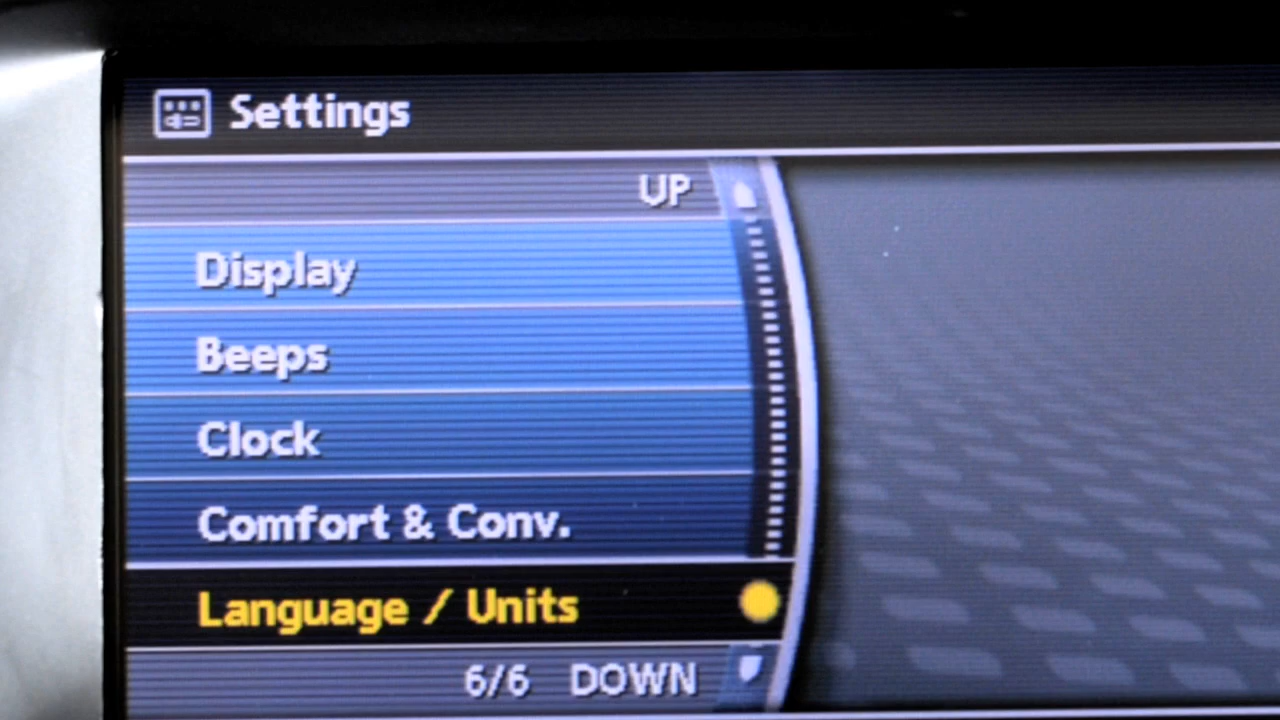 Settings
UP
Display
Beeps
Clock
Comfort & Conv.
Language / Units
6/6 DOWN